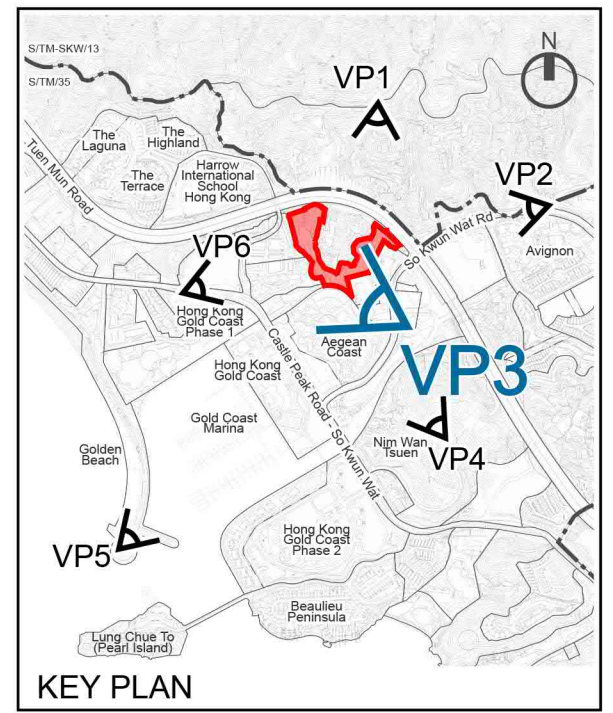 S/TM-SKW/13
S/TM/35
VP1
N
VP2
The
Laguna
The
Highland
The
Terrace
Harrow
International
School
Hong Kong
Tuen Mun Road
So Kwun Wat Rd
Avignon
VP6
Hong Kong
Gold Coast
Phase 1
Aegean
Coast
VP3
Hong Kong
Gold Coast
Castle Peak Road - So Kwun Wat
Gold Coast
Marina
Nim Wan
Tsuen
VP4
Golden
Beach
VP5
Hong Kong
Gold Coast
Phase 2
Beaulieu
Peninsula
Lung Chue To
(Pearl Island)
KEY PLAN